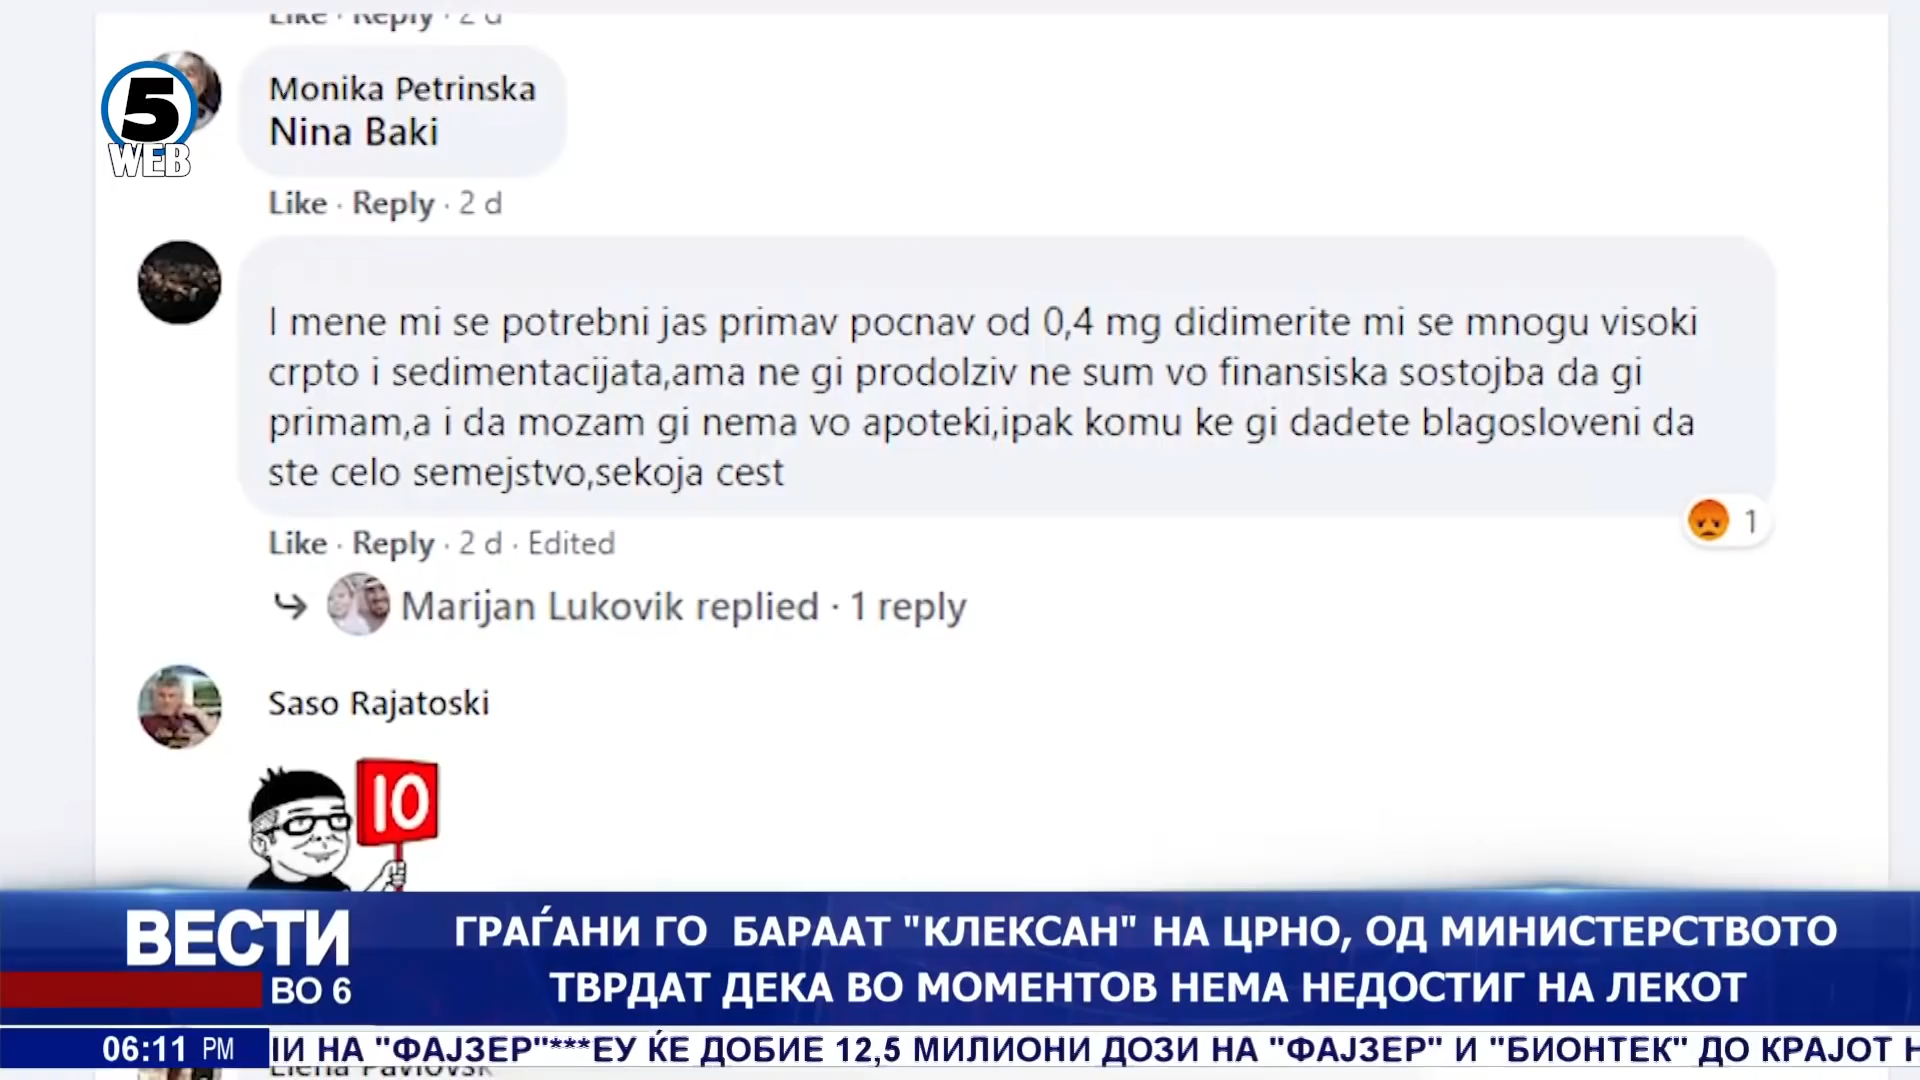 Like · Reply · 2 d
5
WEB
Monika Petrinska
Nina Baki
Like · Reply · 2 d
I mene mi se potrebni jas primav pocnav od 0,4 mg didimerite mi se mnogu visoki
crpto i sedimentacijata,ama ne gi prodolziv ne sum vo finansiska sostojba da gi
primam,a i da mozam gi nema vo apoteki,ipak komu ke gi dadete blagosloveni da
ste celo semejstvo,sekoja cest
1
Like · Reply · 2 d · Edited
Marijan Lukovik replied · 1 reply
Saso Rajatoski
10
ВЕСТИ
ВО 6
ГРАЃАНИ ГО БАРААТ "КЛЕКСАН" НА ЦРНО, ОД МИНИСТЕРСТВОТО
ТВРДАТ ДЕКА ВО МОМЕНТОВ НЕМА НЕДОСТИГ НА ЛЕКОТ
06:11 PM
НА "ФАЈЗЕР"***ЕУ ЌЕ ДОБИЕ 12,5 МИЛИОНИ ДОЗИ НА "ФАЈЗЕР" И "БИОНТЕК" ДО КРАЈОТ